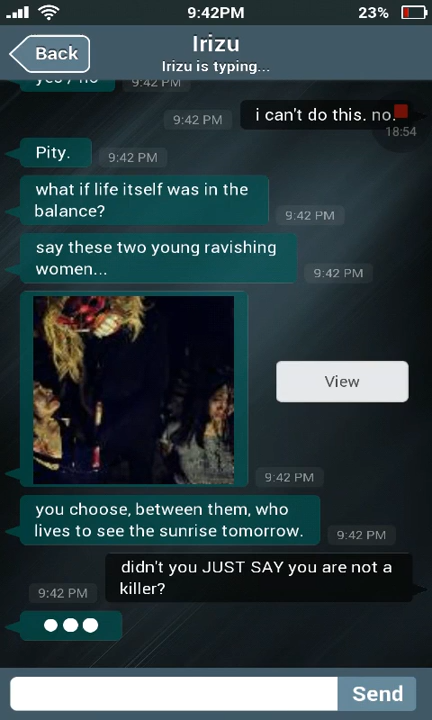 9:42PM
23%
Back
Irizu
Irizu is typing...
yes / no
9:42 PM
i can't do this. no.
9:42 PM
18:54
Pity.
9:42 PM
what if life itself was in the
balance?
9:42 PM
say these two young ravishing
women...
9:42 PM
View
9:42 PM
you choose, between them, who
lives to see the sunrise tomorrow.
9:42 PM
didn't you JUST SAY you are not a
killer?
9:42 PM
Send